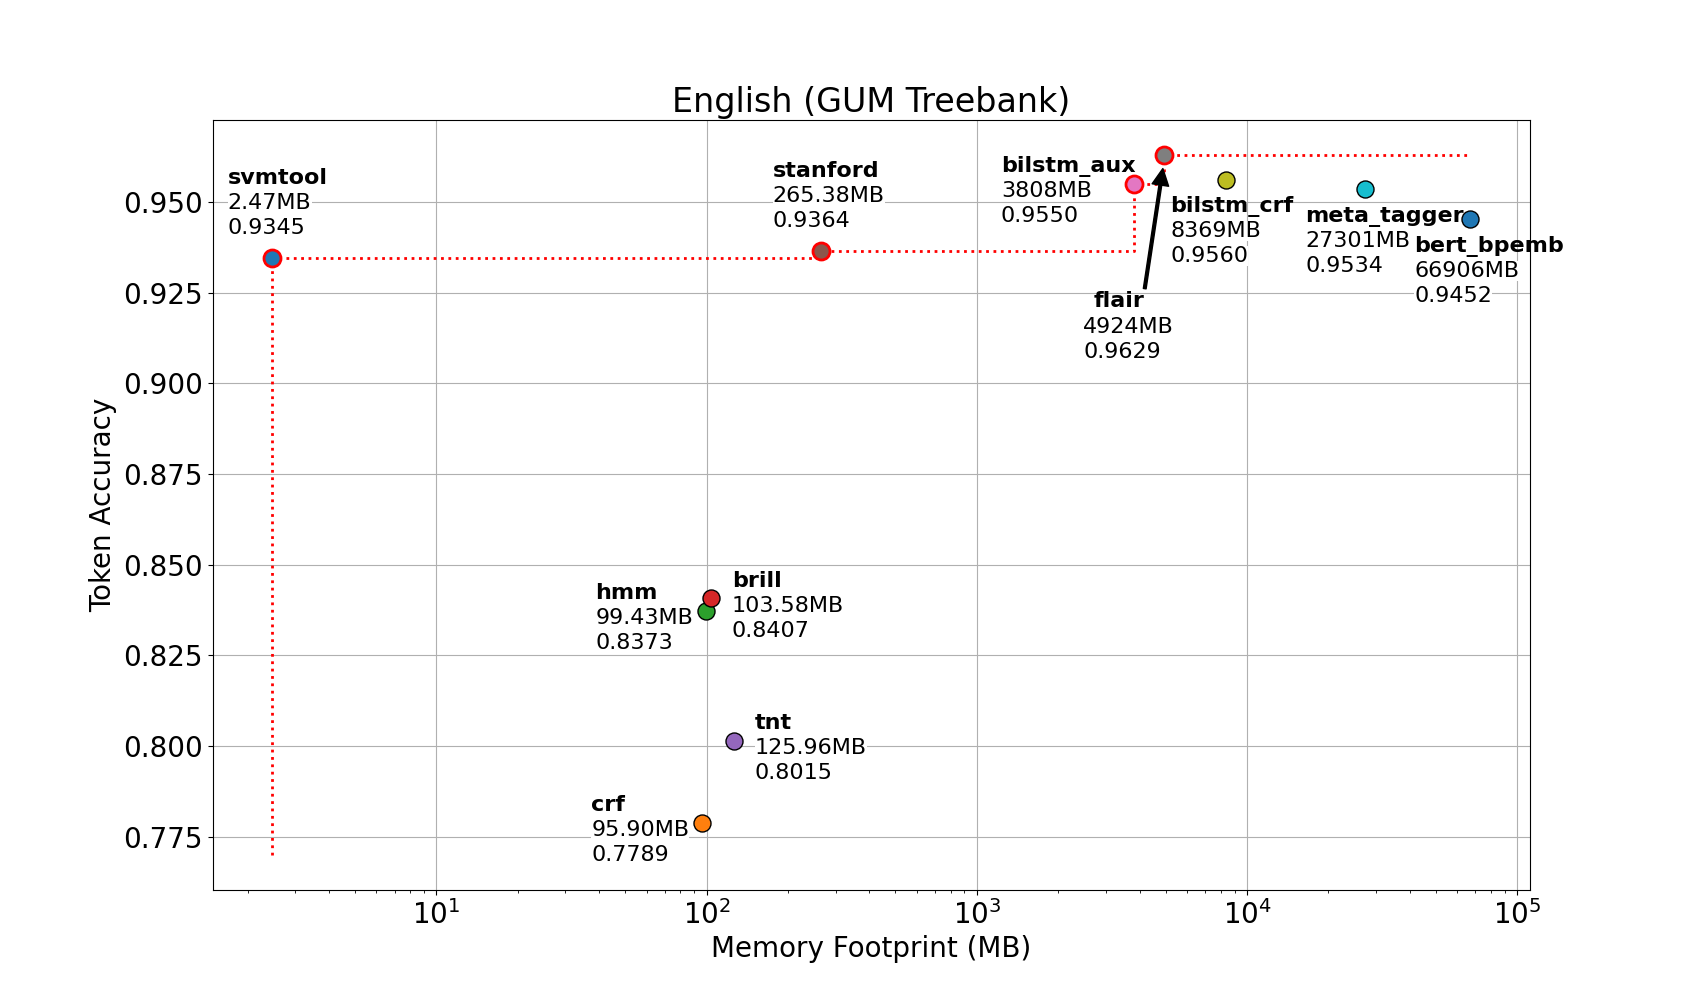 English (GUM Treebank)
svmtool
2.47MB
0.9345
stanford
265.38MB
0.9364
bilstm_aux
3808MB
0.9550
bilstm_crf
8369MB
0.9560
meta_tagger
27301MB
0.9534
bert_bpemb
66906MB
0.9452
flair
4924MB
0.9629
hmm
99.43MB
0.8373
brill
103.58MB
0.8407
tnt
125.96MB
0.8015
crf
95.90MB
0.7789
Token Accuracy
0.950
0.925
0.900
0.875
0.850
0.825
0.800
0.775
10¹
10²
10³
10⁴
10⁵
Memory Footprint (MB)